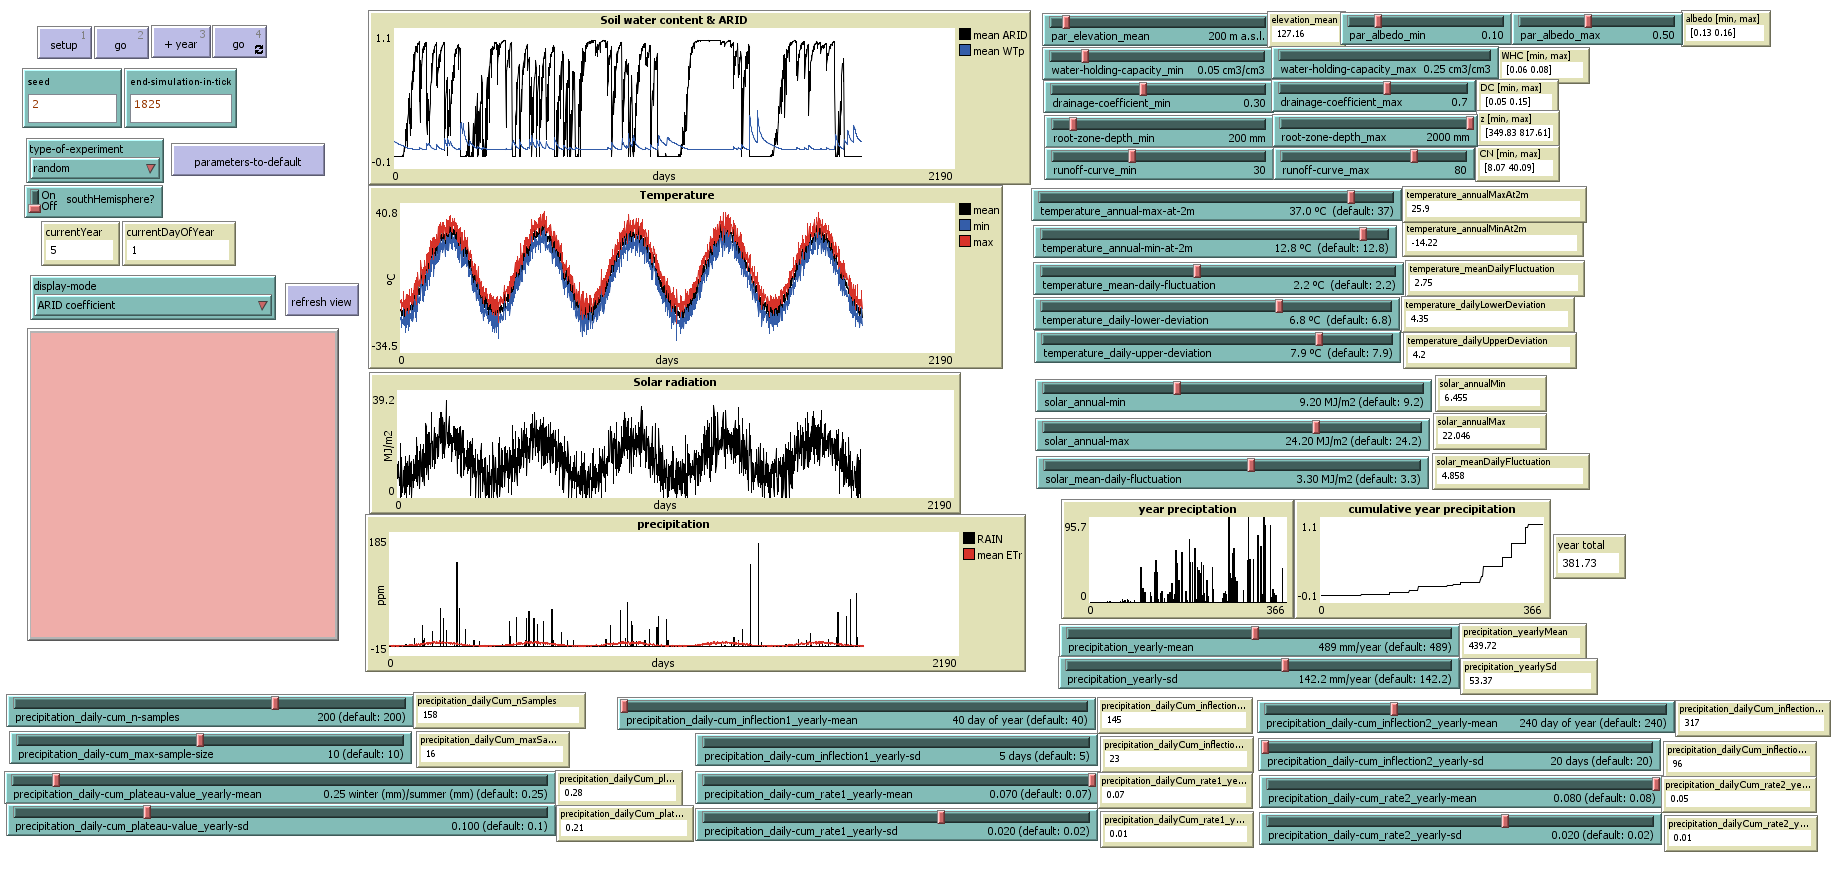 setup 1
go 2
+ year 3
go 4
seed
2
end-simulation-in-tick
1825
type-of-experiment
random
parameters-to-default
On
Off
southHemisphere?
currentYear
5
currentDayOfYear
1
display-mode
ARID coefficient
refresh view
Soil water content & ARID
1.1
-0.1
0
days
2190
mean ARID
mean WTp
Temperature
40.8
ºC
-34.5
0
days
2190
mean
min
max
Solar radiation
39.2
MJ/m2
0
0
days
2190
precipitation
185
ppm
-15
0
days
2190
RAIN
mean ETr
par_elevation_mean 200 m a.s.l.
elevation_mean
127.16
par_albedo_min 0.10
par_albedo_max 0.50
albedo [min, max]
[0.13 0.16]
water-holding-capacity_min 0.05 cm3/cm3
water-holding-capacity_max 0.25 cm3/cm3
WHC [min, max]
[0.06 0.08]
drainage-coefficient_min 0.30
drainage-coefficient_max 0.7
DC [min, max]
[0.05 0.15]
root-zone-depth_min 200 mm
root-zone-depth_max 2000 mm
z [min, max]
[349.83 817.61]
runoff-curve_min 30
runoff-curve_max 80
CN [min, max]
[8.07 40.09]
temperature_annual-max-at-2m 37.0 ºC (default: 37)
temperature_annualMaxAt2m
25.9
temperature_annual-min-at-2m 12.8 ºC (default: 12.8)
temperature_annualMinAt2m
-14.22
temperature_mean-daily-fluctuation 2.2 ºC (default: 2.2)
temperature_meanDailyFluctuation
2.75
temperature_daily-lower-deviation 6.8 ºC (default: 6.8)
temperature_dailyLowerDeviation
4.35
temperature_daily-upper-deviation 7.9 ºC (default: 7.9)
temperature_dailyUpperDeviation
4.2
solar_annual-min 9.20 MJ/m2 (default: 9.2)
solar_annualMin
6.455
solar_annual-max 24.20 MJ/m2 (default: 24.2)
solar_annualMax
22.046
solar_mean-daily-fluctuation 3.30 MJ/m2 (default: 3.3)
solar_meanDailyFluctuation
4.858
year preciptation
95.7
0
0
366
cumulative year precipitation
1.1
-0.1
0
366
year total
381.73
precipitation_yearly-mean 489 mm/year (default: 489)
precipitation_yearlyMean
439.72
precipitation_yearly-sd 142.2 mm/year (default: 142.2)
precipitation_yearlySd
53.37
precipitation_daily-cum_n-samples 200 (default: 200)
precipitation_dailyCum_nSamples
158
precipitation_daily-cum_inflection1_yearly-mean 40 day of year (default: 40)
precipitation_dailyCum_inflection...
145
precipitation_daily-cum_inflection2_yearly-mean 240 day of year (default: 240)
precipitation_dailyCum_inflection...
317
precipitation_daily-cum_max-sample-size 10 (default: 10)
precipitation_dailyCum_maxSa...
16
precipitation_daily-cum_inflection1_yearly-sd 5 days (default: 5)
precipitation_dailyCum_inflectio...
23
precipitation_daily-cum_inflection2_yearly-sd 20 days (default: 20)
precipitation_dailyCum_inflectio...
96
precipitation_daily-cum_plateau-value_yearly-mean 0.25 winter (mm)/summer (mm) (default: 0.25)
precipitation_dailyCum_pl...
0.28
precipitation_daily-cum_rate1_yearly-mean 0.070 (default: 0.07)
precipitation_dailyCum_rate1_ye...
0.07
precipitation_daily-cum_rate2_yearly-mean 0.080 (default: 0.08)
precipitation_dailyCum_rate2_ye...
0.05
precipitation_daily-cum_plateau-value_yearly-sd 0.100 (default: 0.1)
precipitation_dailyCum_plat...
0.21
precipitation_daily-cum_rate1_yearly-sd 0.020 (default: 0.02)
precipitation_dailyCum_rate1_y...
0.01
precipitation_daily-cum_rate2_yearly-sd 0.020 (default: 0.02)
precipitation_dailyCum_rate2_y...
0.01